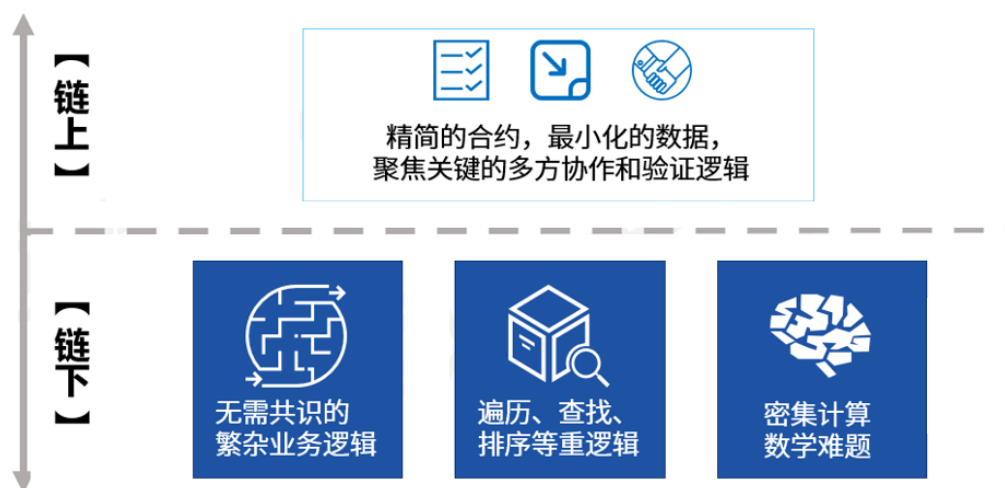 【链上】
精简的合约，最小化的数据，
聚焦关键的多方协作和验证逻辑
【链下】
无需共识的
繁杂业务逻辑
遍历、查找、
排序等重逻辑
密集计算
数学难题